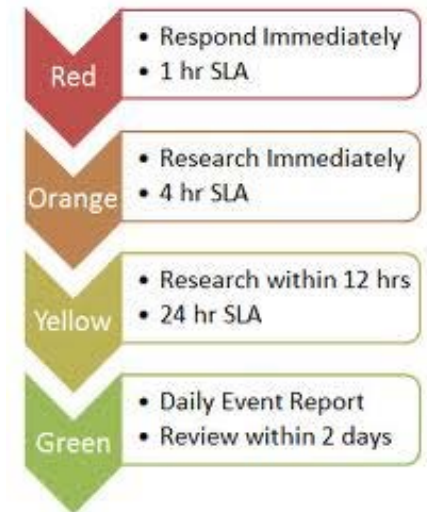 Red
• Respond Immediately
• 1 hr SLA
Orange
• Research Immediately
• 4 hr SLA
Yellow
• Research within 12 hrs
• 24 hr SLA
Green
• Daily Event Report
• Review within 2 days